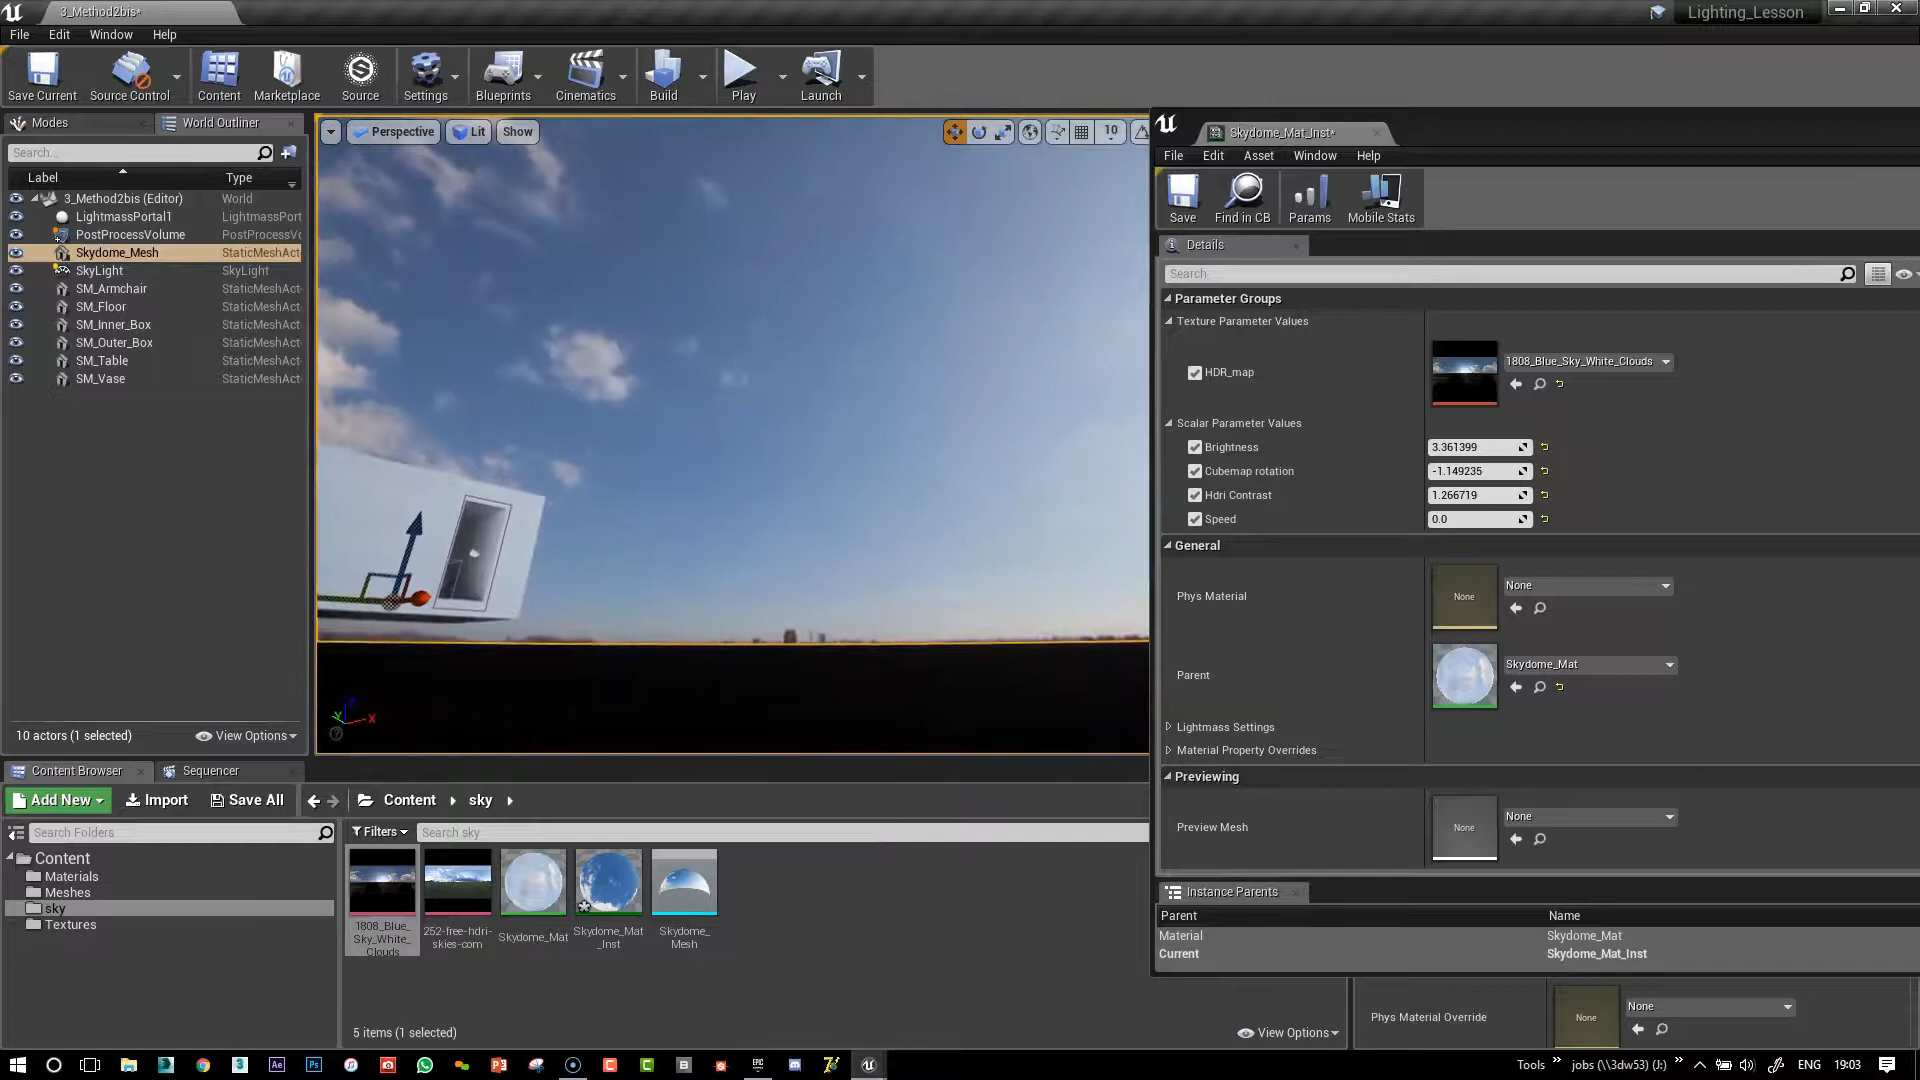 3_Method2bis*
Lighting_Lesson
File Edit Window Help
Save Current Source Control Content Marketplace Source Settings Blueprints Cinematics Build Play Launch
Modes World Outliner
Search...
Label Type
3_Method2bis (Editor) World
LightmassPortal1 LightmassPort
PostProcessVolume PostProcessVo
Skydome_Mesh StaticMeshAct
SkyLight SkyLight
SM_Armchair StaticMeshAct
SM_Floor StaticMeshAct
SM_Inner_Box StaticMeshAct
SM_Outer_Box StaticMeshAct
SM_Table StaticMeshAct
SM_Vase StaticMeshAct
10 actors (1 selected) View Options
Perspective Lit Show 10
X
Y
Skydome_Mat_Inst*
File Edit Asset Window Help
Save Find in CB Params Mobile Stats
Details
Search
Parameter Groups
Texture Parameter Values
HDR_map 1808_Blue_Sky_White_Clouds
Scalar Parameter Values
Brightness 3.361399
Cubemap rotation -1.149235
Hdri Contrast 1.266719
Speed 0.0
General
Phys Material None None
Parent Skydome_Mat
Lightmass Settings
Material Property Overrides
Previewing
Preview Mesh None None
Instance Parents
Parent Name
Material Skydome_Mat
Current Skydome_Mat_Inst
Phys Material Override None None
Content Browser Sequencer
Add New Import Save All Content sky
Search Folders
Filters Search sky
Content
Materials
Meshes
sky
Textures
1808_Blue_
Sky_White_
Clouds
252-free-hdri-
skies-com
Skydome_Mat
Skydome_Mat
_Inst
Skydome_
Mesh
5 items (1 selected) View Options
Tools jobs (\\3dw53) (J:) ENG 19:03